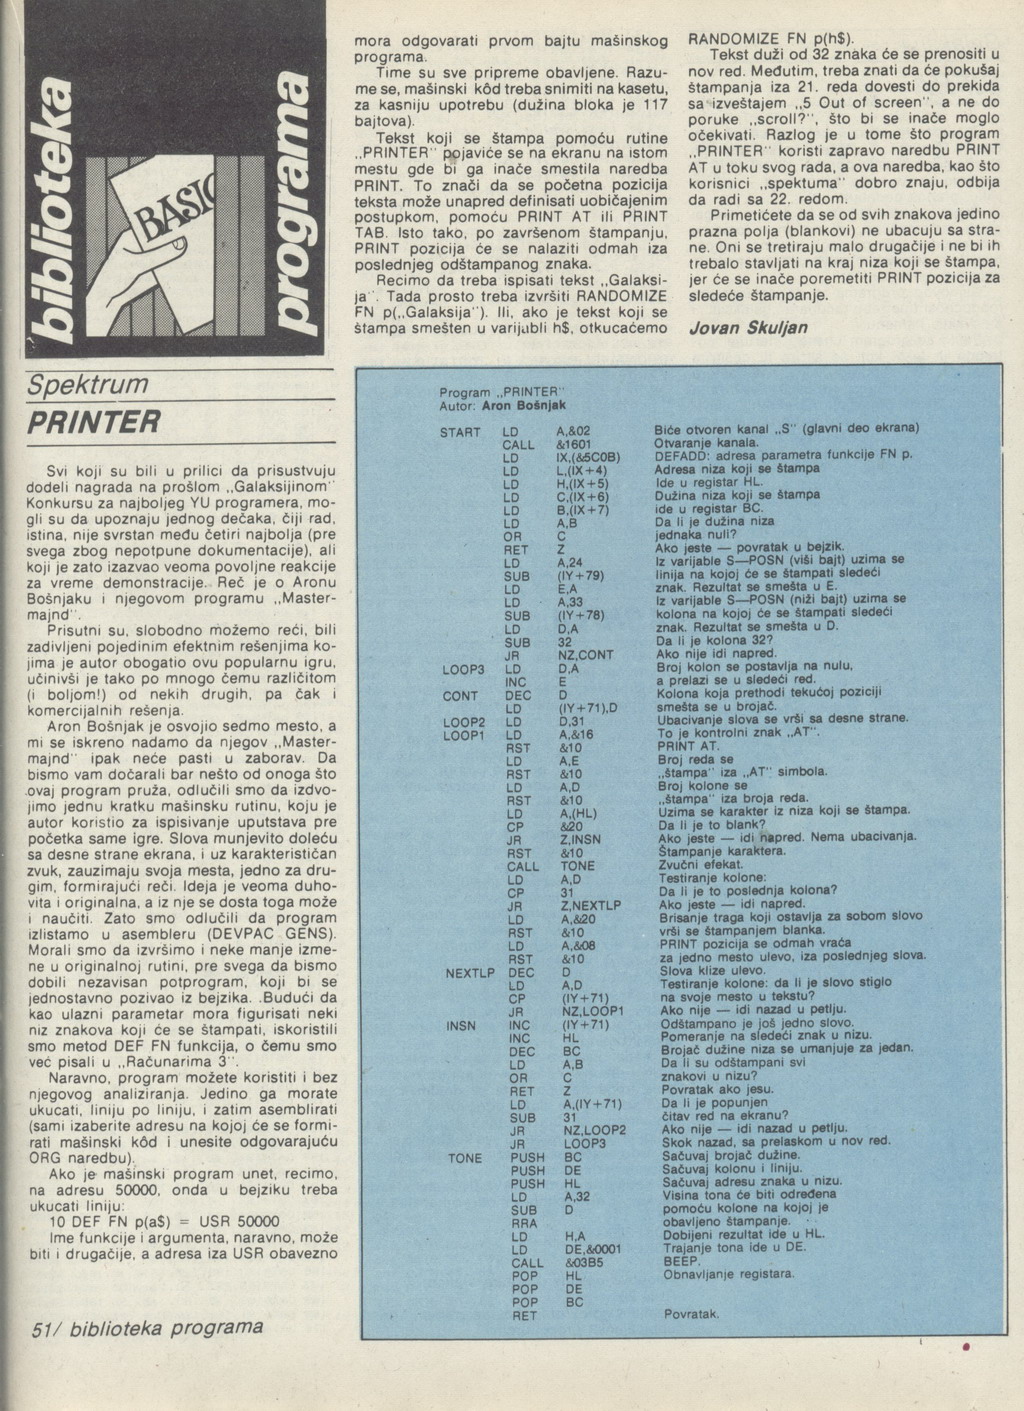 biblioteka
programa
BASIC
Spektrum
PRINTER
Svi koji su bili u prilici da prisustvuju
dodeli nagrada na prošlom „Galaksijinom"
Konkursu za najboljeg YU programera, mo-
gli su da upoznaju jednog dečaka, čiji rad,
istina, nije svrstan među četiri najbolja (pre
svega zbog nepotpune dokumentacije), ali
koji je zato izazvao veoma povoljne reakcije
za vreme demonstracije. Reč je o Aronu
Bošnjaku i njegovom programu „Master-
majnd".
Prisutni su, slobodno možemo reći, bili
zadivljeni pojedinim efektnim rešenjima ko-
jima je autor obogatio ovu popularnu igru,
učinivši je tako po mnogo čemu različitom
(i boljom!) od nekih drugih, pa čak i
komercijalnih rešenja.
Aron Bošnjak je osvojio sedmo mesto, a
mi se iskreno nadamo da njegov „Master-
majnd" ipak neće pasti u zaborav. Da
bismo vam dočarali bar nešto od onoga što
ovaj program pruža, odlučili smo da izdvo-
jimo jednu kratku mašinsku rutinu, koju je
autor koristio za ispisivanje uputstava pre
početka same igre. Slova munjevito doleću
sa desne strane ekrana, i uz karakterističan
zvuk, zauzimaju svoja mesta, jedno za dru-
gim, formirajući reči. Ideja je veoma duho-
vita i originalna, a iz nje se dosta toga može
i naučiti. Zato smo odlučili da program
izlistamo u asembleru (DEVPAC GENS).
Morali smo da izvršimo i neke manje izme-
ne u originalnoj rutini, pre svega da bismo
dobili nezavisan potprogram, koji bi se
jednostavno pozivao iz bejzika. Budući da
kao ulazni parametar mora figurisati neki
niz znakova koji će se štampati, iskoristili
smo metod DEF FN funkcija, o čemu smo
već pisali u „Računarima 3".
Naravno, program možete koristiti i bez
njegovog analiziranja. Jedino ga morate
ukucati, liniju po liniju, i zatim asemblirati
(sami izaberite adresu na kojoj će se formi-
rati mašinski kôd i unesite odgovarajuću
ORG naredbu).
Ako je mašinski program unet, recimo,
na adresu 50000, onda u bejziku treba
ukucati liniju:
10 DEF FN p(a$) = USR 50000
Ime funkcije i argumenta, naravno, može
biti i drugačije, a adresa iza USR obavezno
mora odgovarati prvom bajtu mašinskog
programa.
Time su sve pripreme obavljene. Razu-
me se, mašinski kôd treba snimiti na kasetu,
za kasniju upotrebu (dužina bloka je 117
bajtova).
Tekst koji se štampa pomoću rutine
„PRINTER" pojaviće se na ekranu na istom
mestu gde bi ga inače smestila naredba
PRINT. To znači da se početna pozicija
teksta može unapred definisati uobičajenim
postupkom, pomoću PRINT AT ili PRINT
TAB. Isto tako, po završenom štampanju,
PRINT pozicija će se nalaziti odmah iza
poslednjeg odštampanog znaka.
Recimo da treba ispisati tekst „Galaksi-
ja". Tada prosto treba izvršiti RANDOMIZE
FN p(„Galaksija"). Ili, ako je tekst koji se
štampa smešten u varijabli h$, otkucaćemo
RANDOMIZE FN p(h$).
Tekst duži od 32 znaka će se prenositi u
nov red. Međutim, treba znati da će pokušaj
štampanja iza 21. reda dovesti do prekida
sa izveštajem „5 Out of screen", a ne do
poruke „scroll?", što bi se inače moglo
očekivati. Razlog je u tome što program
„PRINTER" koristi zapravo naredbu PRINT
AT u toku svog rada, a ova naredba, kao što
korisnici „spektuma" dobro znaju, odbija
da radi sa 22. redom.
Primetićete da se od svih znakova jedino
prazna polja (blankovi) ne ubacuju sa stra-
ne. Oni se tretiraju malo drugačije i ne bi ih
trebalo stavljati na kraj niza koji se štampa,
jer će se inače poremetiti PRINT pozicija za
sledeće štampanje.
Jovan Skuljan
Program „PRINTER"
Autor: Aron Bošnjak
START LD A,&02 Biće otvoren kanal „S" (glavni deo ekrana)
CALL &1601 Otvaranje kanala.
LD IX,(&5C0B) DEFADD: adresa parametra funkcije FN p.
LD L,(IX+4) Adresa niza koji se štampa
LD H,(IX+5) Ide u registar HL.
LD C,(IX+6) Dužina niza koji se štampa
LD B,(IX+7) ide u registar BC.
LD A,B Da li je dužina niza
OR C jednaka nuli?
RET Z Ako jeste — povratak u bejzik.
LD A,24 Iz varijable S—POSN (viši bajt) uzima se
SUB (IY+79) linija na kojoj će se štampati sledeći
LD E,A znak. Rezultat se smešta u E.
LD A,33 Iz varijable S—POSN (niži bajt) uzima se
SUB (IY+78) kolona na kojoj će se štampati sledeći
LD D,A znak. Rezultat se smešta u D.
SUB 32 Da li je kolona 32?
JR NZ,CONT Ako nije idi napred.
LOOP3 LD D,A Broj kolon se postavlja na nulu,
INC E a prelazi se u sledeći red.
CONT DEC D Kolona koja prethodi tekućoj poziciji
LD (IY+71),D smešta se u brojač.
LOOP2 LD D,31 Ubacivanje slova se vrši sa desne strane.
LOOP1 LD A,&16 To je kontrolni znak „AT".
RST &10 PRINT AT.
LD A,E Broj reda se
RST &10 „štampa" iza „AT" simbola.
LD A,D Broj kolone se
RST &10 „štampa" iza broja reda.
LD A,(HL) Uzima se karakter iz niza koji se štampa.
CP &20 Da li je to blank?
JR Z,INSN Ako jeste — idi napred. Nema ubacivanja.
RST &10 Štampanje karaktera.
CALL TONE Zvučni efekat.
LD A,D Testiranje kolone:
CP 31 Da li je to poslednja kolona?
JR Z,NEXTLP Ako jeste — idi napred.
LD A,&20 Brisanje traga koji ostavlja za sobom slovo
RST &10 vrši se štampanjem blanka.
LD A,&08 PRINT pozicija se odmah vraća
RST &10 za jedno mesto ulevo, iza poslednjeg slova.
NEXTLP DEC D Slova klize ulevo.
LD A,D Testiranje kolone: da li je slovo stiglo
CP (IY+71) na svoje mesto u tekstu?
JR NZ,LOOP1 Ako nije — idi nazad u petlju.
INSN INC (IY+71) Odštampano je još jedno slovo.
INC HL Pomeranje na sledeći znak u nizu.
DEC BC Brojač dužine niza se umanjuje za jedan.
LD A,B Da li su odštampani svi
OR C znakovi u nizu?
RET Z Povratak ako jesu.
LD A,(IY+71) Da li je popunjen
SUB 31 čitav red na ekranu?
JR NZ,LOOP2 Ako nije — idi nazad u petlju.
JR LOOP3 Skok nazad, sa prelaskom u nov red.
TONE PUSH BC Sačuvaj brojač dužine.
PUSH DE Sačuvaj kolonu i liniju.
PUSH HL Sačuvaj adresu znaka u nizu.
LD A,32 Visina tona će biti određena
SUB D pomoću kolone na kojoj je
RRA obavljeno štampanje.
LD H,A Dobijeni rezultat ide u HL.
LD DE,&0001 Trajanje tona ide u DE.
CALL &03B5 BEEP.
POP HL Obnavljanje registara.
POP DE
POP BC
RET Povratak.
51/ biblioteka programa